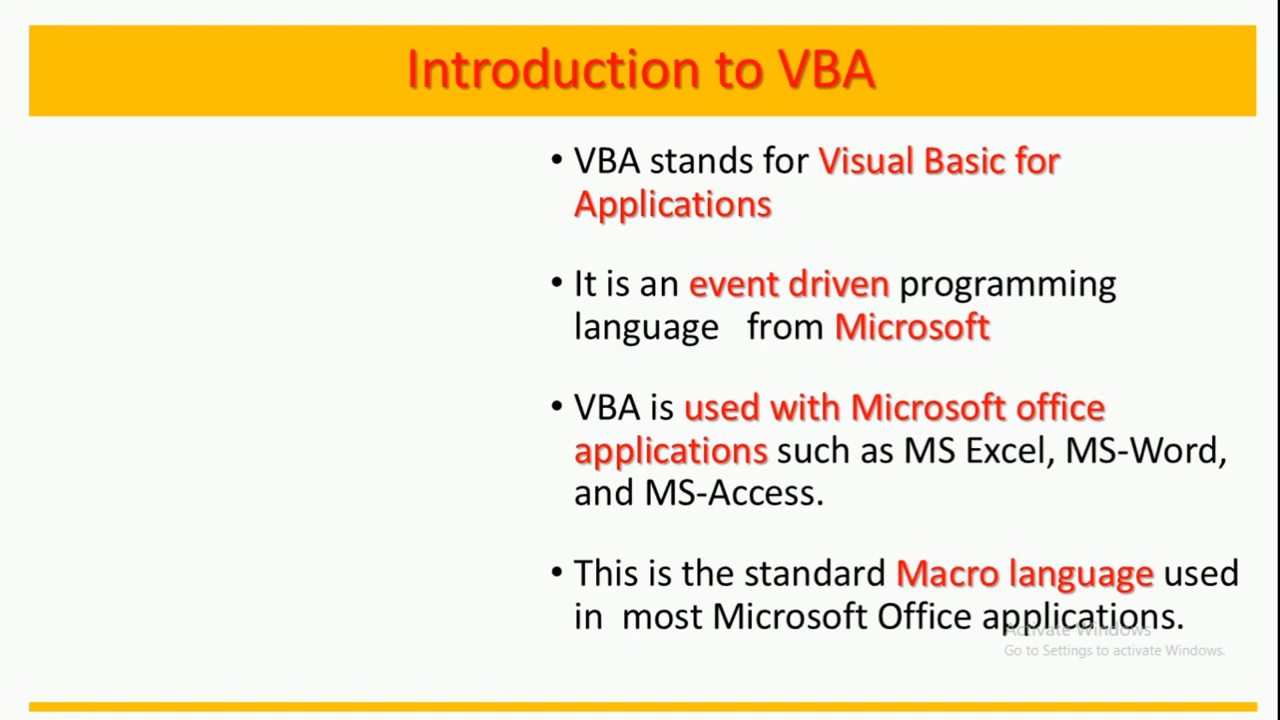 Introduction to VBA
• VBA stands for Visual Basic for
Applications
• It is an event driven programming
language   from Microsoft
• VBA is used with Microsoft office
applications such as MS Excel, MS-Word,
and MS-Access.
• This is the standard Macro language used
in  most Microsoft Office applications.
Activate Windows
Go to Settings to activate Windows.